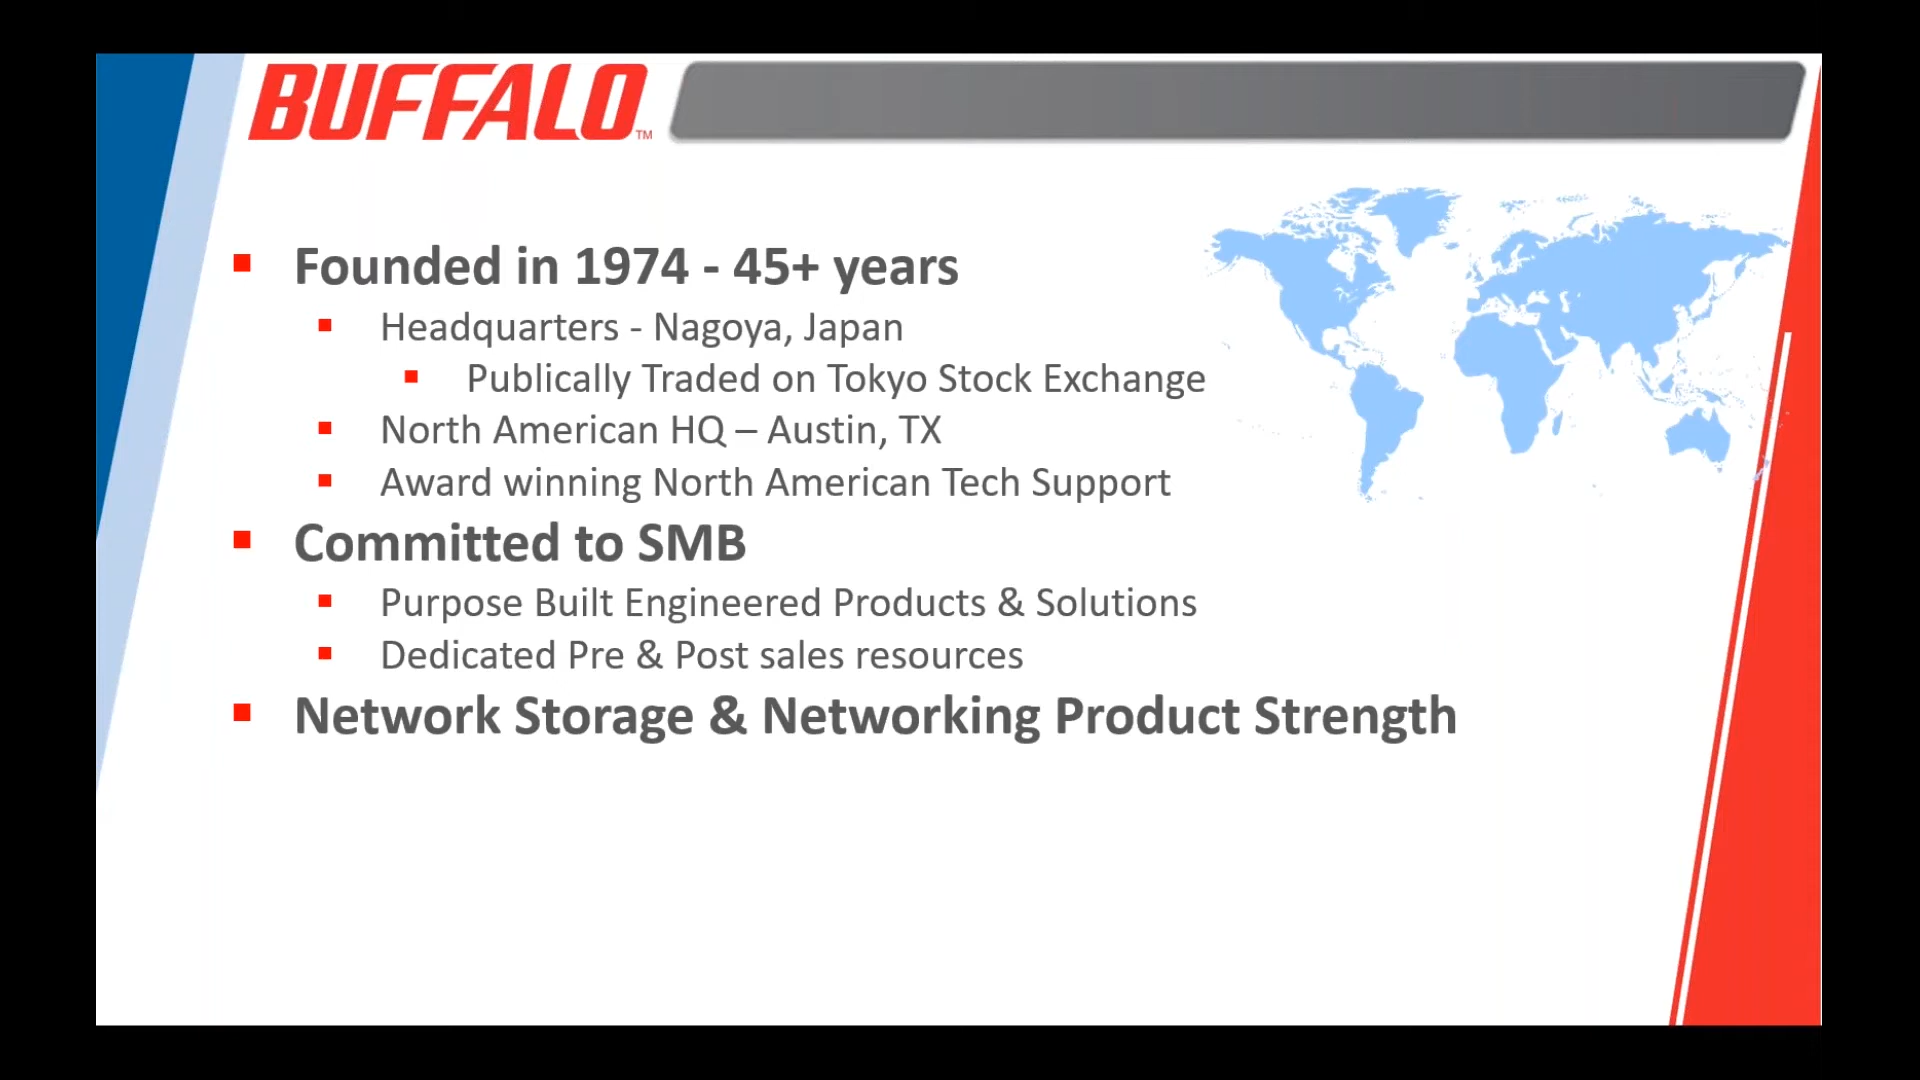 BUFFALO™
Founded in 1974 - 45+ years
Headquarters - Nagoya, Japan
Publically Traded on Tokyo Stock Exchange
North American HQ – Austin, TX
Award winning North American Tech Support
Committed to SMB
Purpose Built Engineered Products & Solutions
Dedicated Pre & Post sales resources
Network Storage & Networking Product Strength